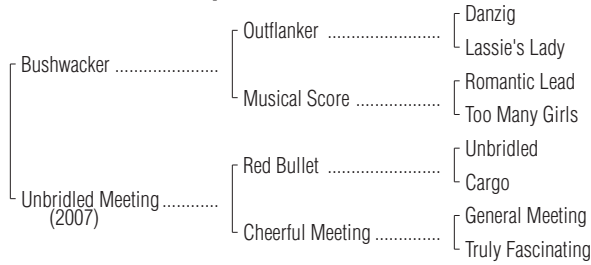 Danzig
Outflanker ....................
Lassie's Lady
Bushwacker ...................
Romantic Lead
Musical Score ...............
Too Many Girls
Unbridled
Red Bullet ....................
Cargo
Unbridled Meeting ............
(2007)
General Meeting
Cheerful Meeting ..............
Truly Fascinating